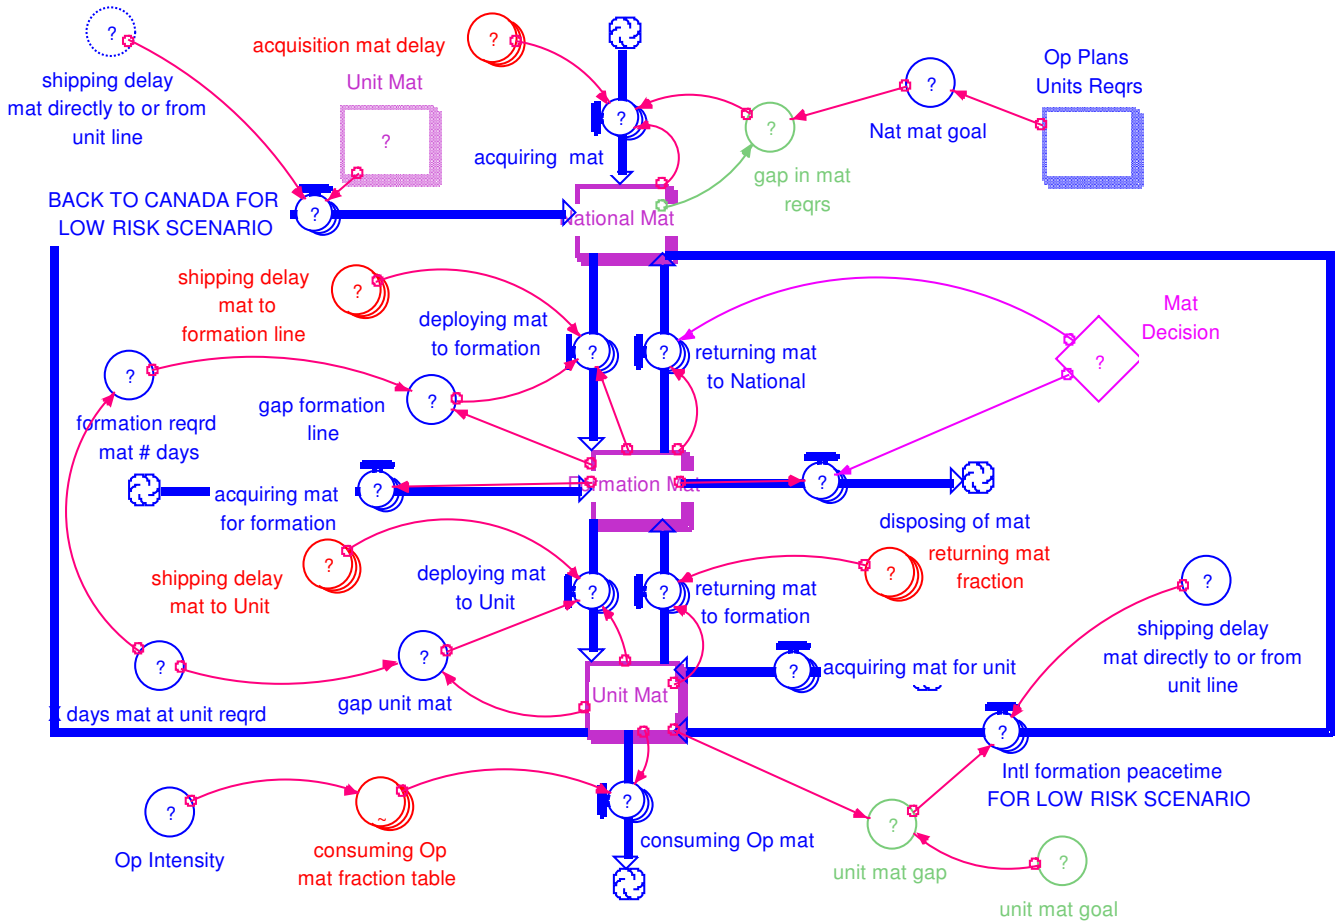 acquisition mat delay
Unit Mat
?
?
?
shipping delay
mat directly to or from
unit line
Op Plans
Units Reqrs
?
?
?
?
Nat mat goal
acquiring mat
gap in mat
reqrs
BACK TO CANADA FOR
LOW RISK SCENARIO
?
National Mat
shipping delay
mat to
formation line
?
deploying mat
to formation
?
?
returning mat
to National
Mat
Decision
?
?
?
gap formation
line
formation reqrd
mat # days
acquiring mat
for formation
?
Formation Mat
?
disposing of mat
shipping delay
mat to Unit
?
deploying mat
to Unit
?
?
returning mat
to formation
?
returning mat
fraction
?
shipping delay
mat directly to or from
unit line
?
?
gap unit mat
X days mat at unit reqrd
Unit Mat
?
acquiring mat for unit
?
Intl formation peacetime
FOR LOW RISK SCENARIO
?
Op Intensity
~
consuming Op
mat fraction table
?
consuming Op mat
?
unit mat gap
?
unit mat goal